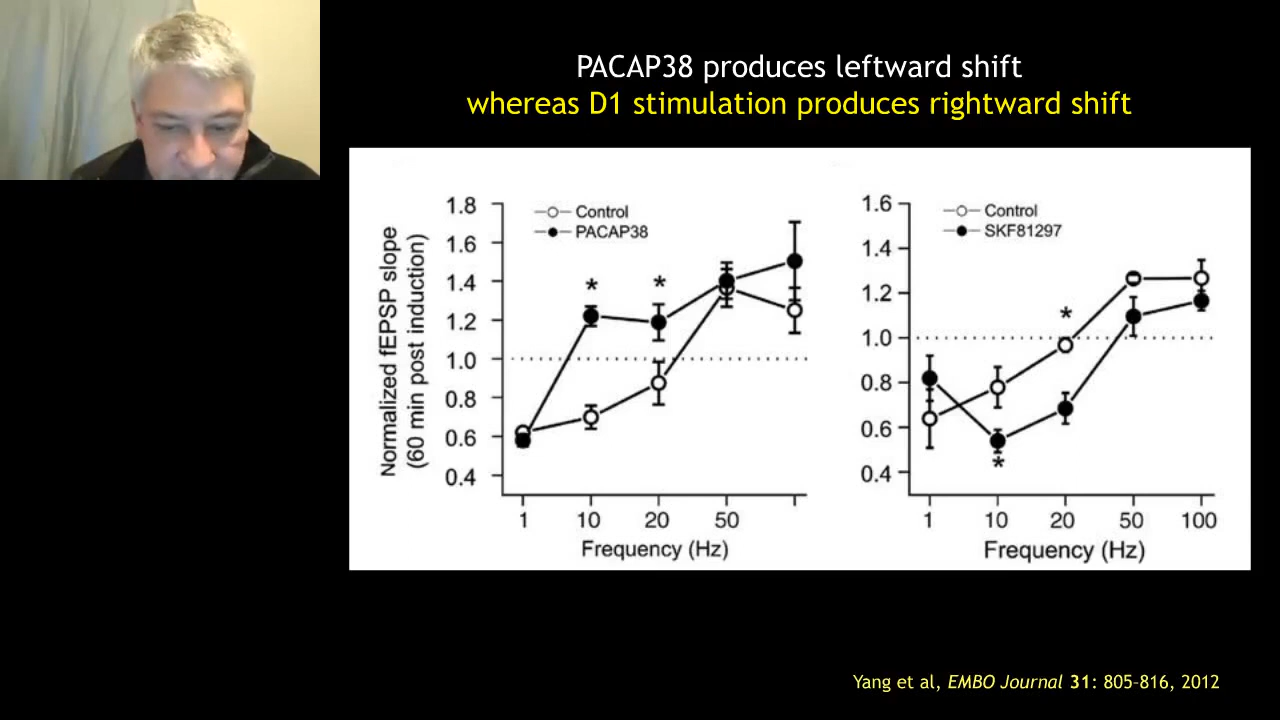 PACAP38 produces leftward shift
whereas D1 stimulation produces rightward shift
Normalized fEPSP slope
(60 min post induction)
1.8
1.6
1.4
1.2
1.0
0.8
0.6
0.4
Control
PACAP38
*
*
1 10 20 50
Frequency (Hz)
1.6
1.4
1.2
1.0
0.8
0.6
0.4
Control
SKF81297
*
*
1 10 20 50 100
Frequency (Hz)
Yang et al, EMBO Journal 31: 805-816, 2012